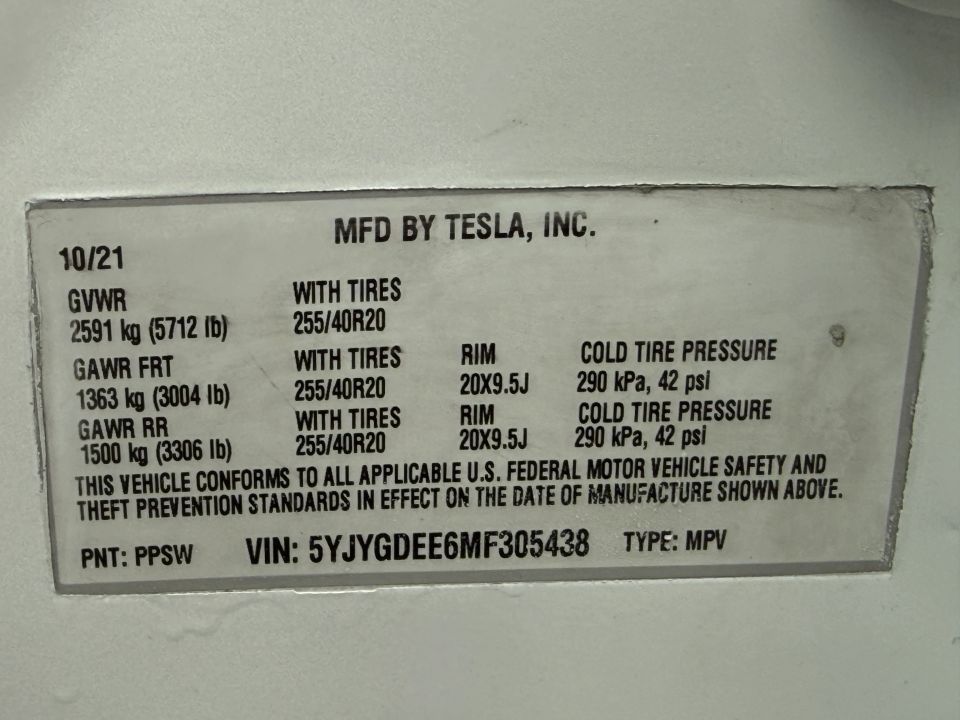 MFD BY TESLA, INC.
10/21
GVWR WITH TIRES
2591 kg (5712 lb) 255/40R20
GAWR FRT WITH TIRES RIM COLD TIRE PRESSURE
1363 kg (3004 lb) 255/40R20 20X9.5J 290 kPa, 42 psi
GAWR RR WITH TIRES RIM COLD TIRE PRESSURE
1500 kg (3306 lb) 255/40R20 20X9.5J 290 kPa, 42 psi
THIS VEHICLE CONFORMS TO ALL APPLICABLE U.S. FEDERAL MOTOR VEHICLE SAFETY AND
THEFT PREVENTION STANDARDS IN EFFECT ON THE DATE OF MANUFACTURE SHOWN ABOVE.
PNT: PPSW VIN: 5YJYGDEE6MF305438 TYPE: MPV